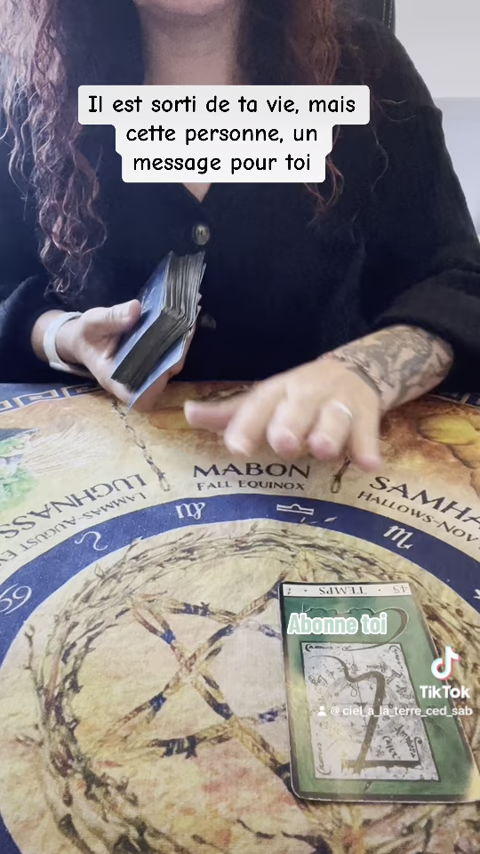 Il est sorti de ta vie, mais
cette personne, un
message pour toi
MABON
FALL EQUINOX
LUGHNASS
LAMMAS-AUGUST E
SAMHA
HALLOWS-NOV
TEMPS
Abonne toi
TikTok
@ciel_a_la_terre_ced_sab